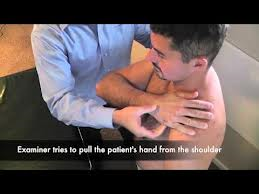 Examiner tries to pull the patient's hand from the shoulder